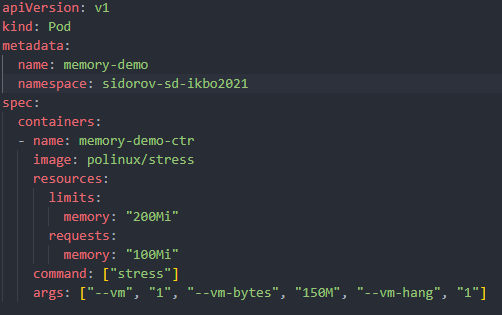 apiVersion: v1
kind: Pod
metadata:
  name: memory-demo
  namespace: sidorov-sd-ikbo2021
spec:
  containers:
  - name: memory-demo-ctr
    image: polinux/stress
    resources:
      limits:
        memory: "200Mi"
      requests:
        memory: "100Mi"
    command: ["stress"]
    args: ["--vm", "1", "--vm-bytes", "150M", "--vm-hang", "1"]